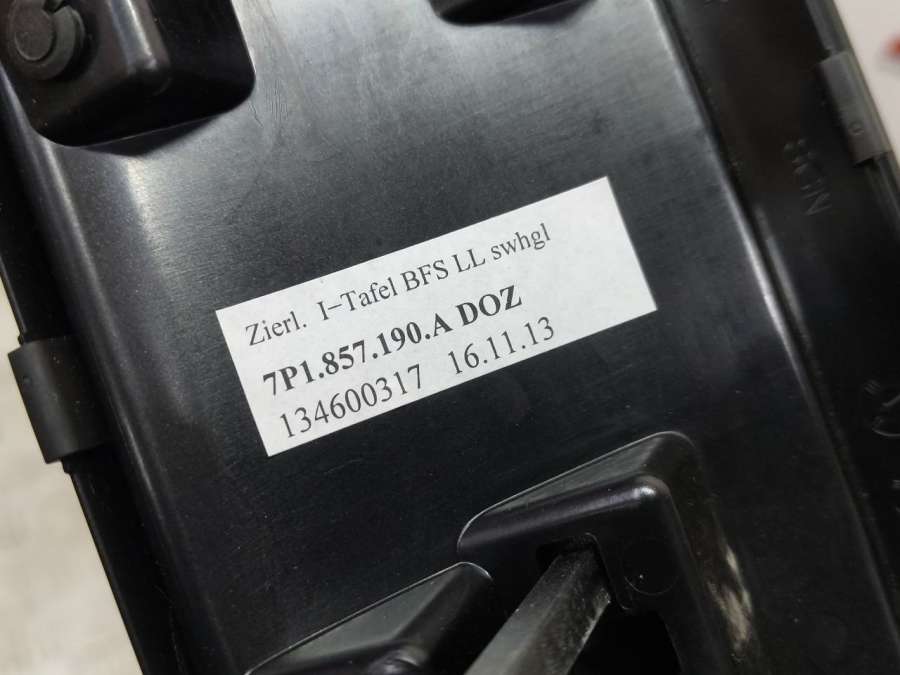 Zierl. I-Tafel BFS LL swhgl
7P1.857.190.A DOZ
134600317 16.11.13